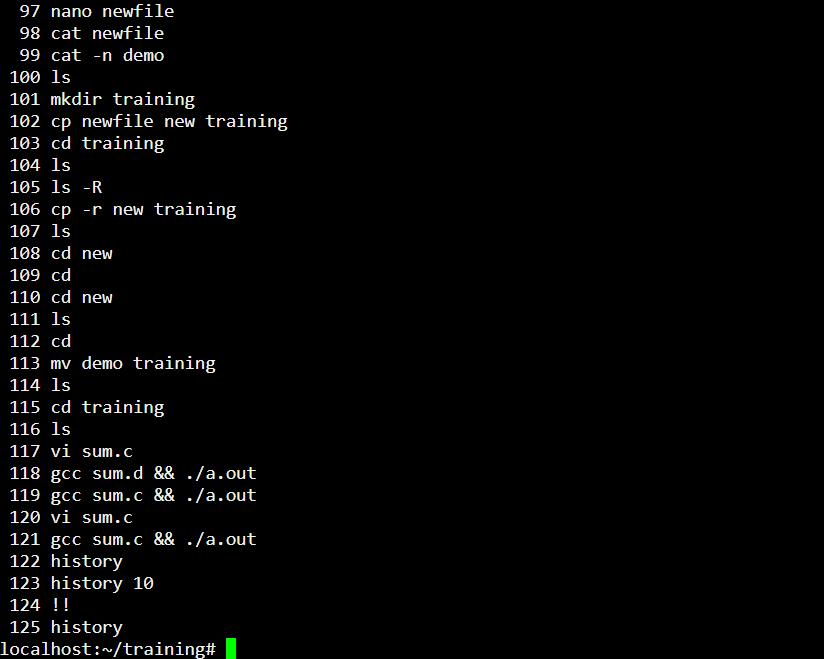 97 nano newfile
98 cat newfile
99 cat -n demo
100 ls
101 mkdir training
102 cp newfile new training
103 cd training
104 ls
105 ls -R
106 cp -r new training
107 ls
108 cd new
109 cd
110 cd new
111 ls
112 cd
113 mv demo training
114 ls
115 cd training
116 ls
117 vi sum.c
118 gcc sum.d && ./a.out
119 gcc sum.c && ./a.out
120 vi sum.c
121 gcc sum.c && ./a.out
122 history
123 history 10
124 !!
125 history
localhost:~/training#